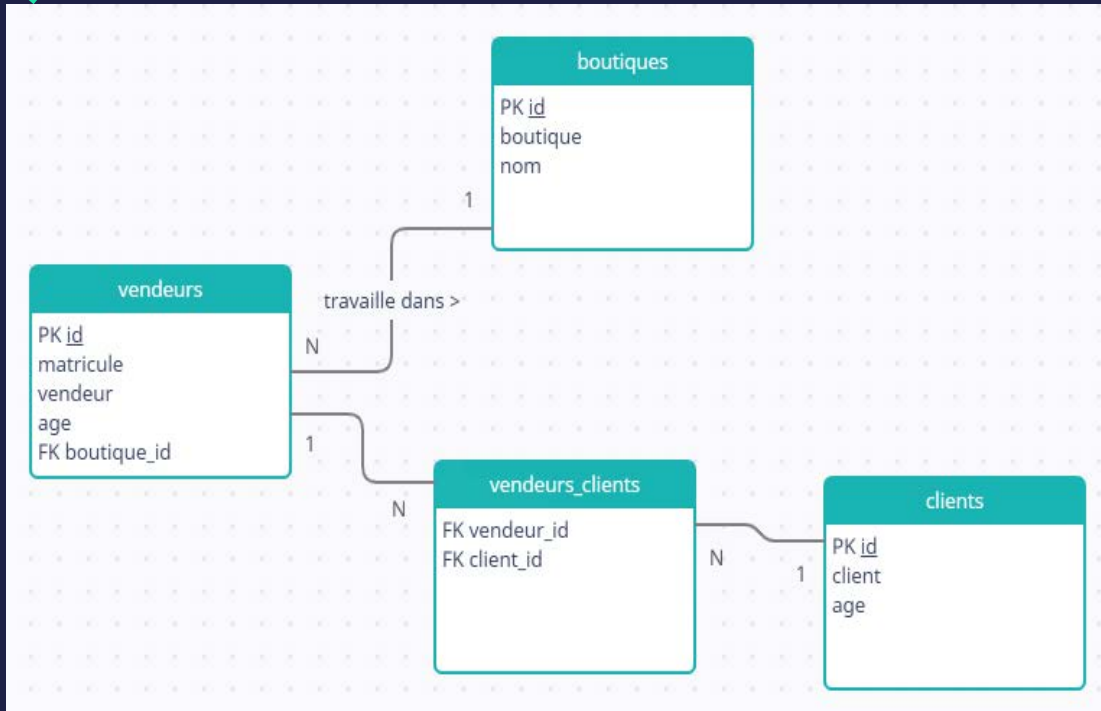 boutiques
PK id
boutique
nom
1
travaille dans >
N
vendeurs
PK id
matricule
vendeur
age
FK boutique_id
1
N
vendeurs_clients
FK vendeur_id
FK client_id
N
1
clients
PK id
client
age